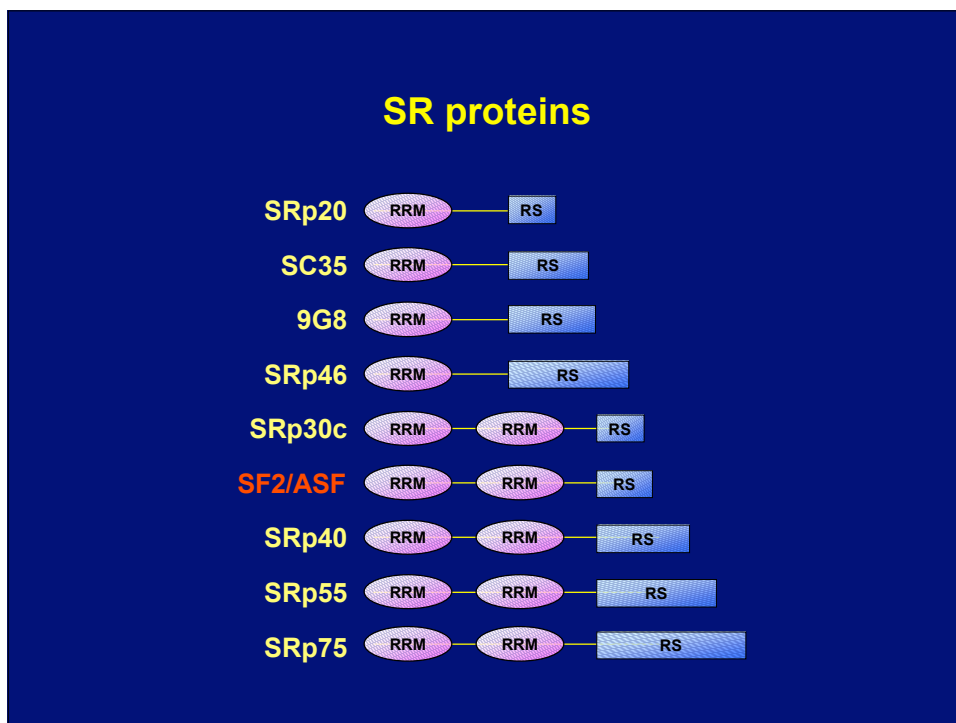 SR proteins
SRp20 RRM RS
SC35 RRM RS
9G8 RRM RS
SRp46 RRM RS
SRp30c RRM RRM RS
SF2/ASF RRM RRM RS
SRp40 RRM RRM RS
SRp55 RRM RRM RS
SRp75 RRM RRM RS